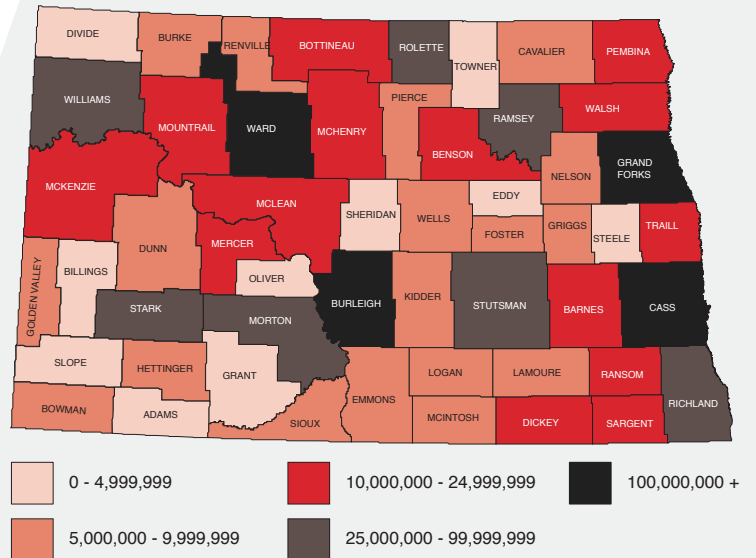 DIVIDE
BURKE
RENVILLE
BOTTINEAU
ROLETTE
TOWNER
CAVALIER
PEMBINA
WILLIAMS
MOUNTRAIL
WARD
MCHENRY
PIERCE
BENSON
RAMSEY
WALSH
MCKENZIE
MCLEAN
SHERIDAN
WELLS
EDDY
FOSTER
NELSON
GRAND
FORKS
GRIGGS
STEELE
TRAILL
GOLDEN VALLEY
BILLINGS
DUNN
MERCER
OLIVER
BURLEIGH
KIDDER
STUTSMAN
BARNES
CASS
STARK
MORTON
SLOPE
HETTINGER
GRANT
EMMONS
LOGAN
LAMOURE
RANSOM
RICHLAND
BOWMAN
ADAMS
SIOUX
MCINTOSH
DICKEY
SARGENT
0 - 4,999,999
10,000,000 - 24,999,999
100,000,000 +
5,000,000 - 9,999,999
25,000,000 - 99,999,999